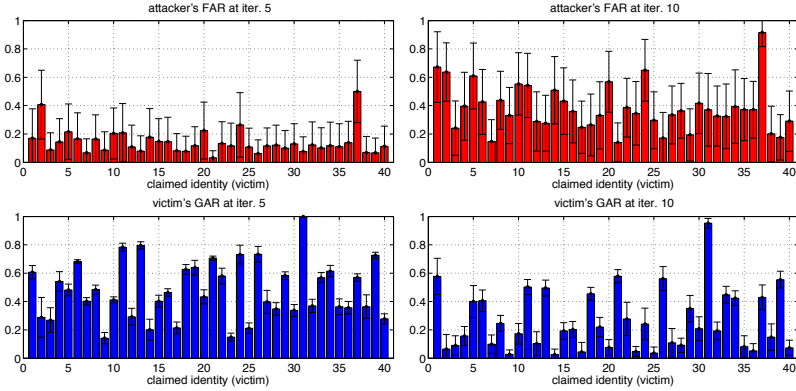 attacker's FAR at iter. 5
1
0.8
0.6
0.4
0.2
0
0 5 10 15 20 25 30 35 40
claimed identity (victim)
attacker's FAR at iter. 10
1
0.8
0.6
0.4
0.2
0
0 5 10 15 20 25 30 35 40
claimed identity (victim)
victim's GAR at iter. 5
1
0.8
0.6
0.4
0.2
0
0 5 10 15 20 25 30 35 40
claimed identity (victim)
victim's GAR at iter. 10
1
0.8
0.6
0.4
0.2
0
0 5 10 15 20 25 30 35 40
claimed identity (victim)